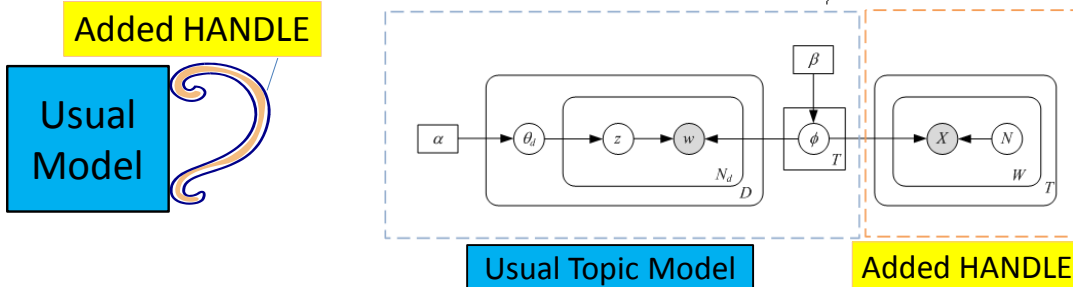 Added HANDLE
Usual
Model
β
α
θd
z
w
ϕ
X
N
T
Nd
D
W
T
Usual Topic Model
Added HANDLE